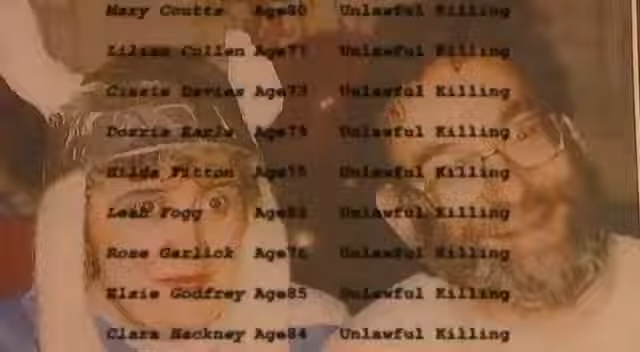 Mary Coutts Age80 Unlawful Killing
Lilian Cullen Age77 Unlawful Killing
Cissie Davies Age73 Unlawful Killing
Dorris Earls Age79 Unlawful Killing
Hilda Fitton Age75 Unlawful Killing
Leah Fogg Age82 Unlawful Killing
Rose Garlick Age76 Unlawful Killing
Elsie Godfrey Age85 Unlawful Killing
Clara Hackney Age84 Unlawful Killing